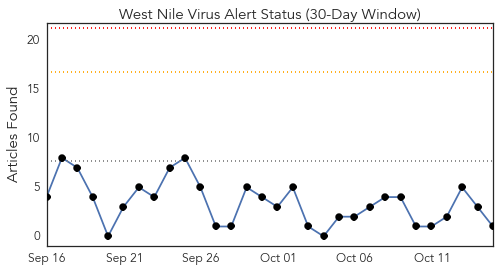 West Nile Virus Alert Status (30-Day Window)
Articles Found
20
15
10
5
0
Sep 16 Sep 21 Sep 26 Oct 01 Oct 06 Oct 11